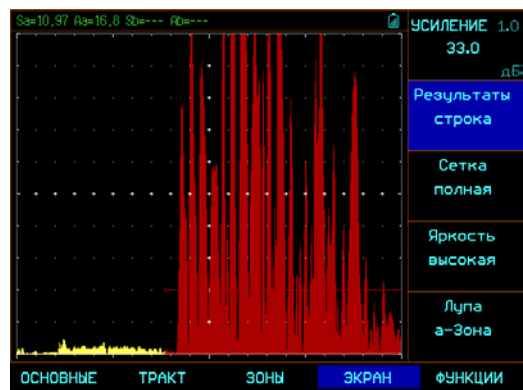 Sa=10,97 Aa=16,8 Sb=--- Ab=---
УСИЛЕНИЕ 1.0
33.0
дБ
Результаты
строка
Сетка
полная
Яркость
высокая
Лупа
а-Зона
ОСНОВНЫЕ ТРАКТ ЗОНЫ ЭКРАН ФУНКЦИИ